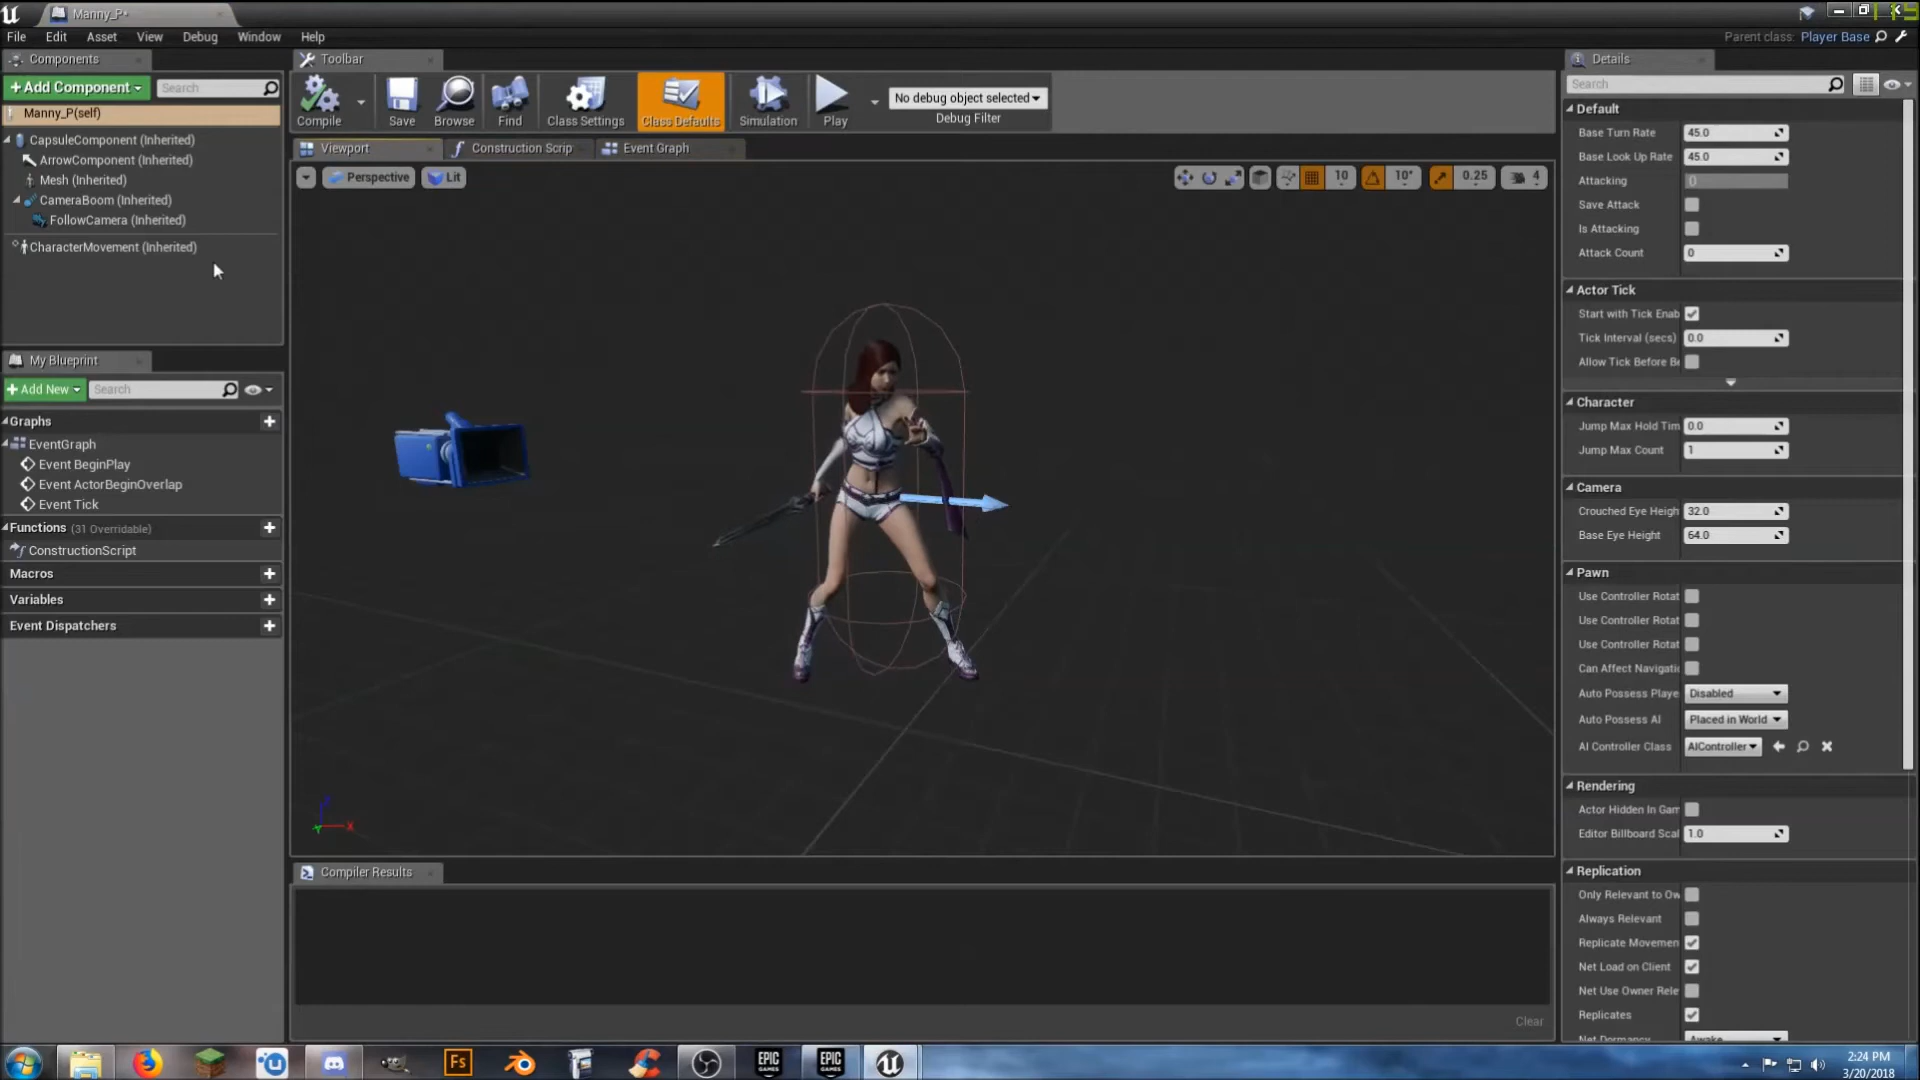 Manny_P*
File Edit Asset View Debug Window Help
Parent class: Player Base
Components
Toolbar
Details
+Add Component
Search
Manny_P(self)
CapsuleComponent (Inherited)
ArrowComponent (Inherited)
Mesh (Inherited)
CameraBoom (Inherited)
FollowCamera (Inherited)
CharacterMovement (Inherited)
Compile
Save
Browse
Find
Class Settings
Class Defaults
Simulation
Play
No debug object selected
Debug Filter
Viewport
Construction Scrip
Event Graph
Perspective
Lit
10
10°
0.25
4
My Blueprint
+Add New
Search
Graphs
EventGraph
Event BeginPlay
Event ActorBeginOverlap
Event Tick
Functions (31 Overridable)
ConstructionScript
Macros
Variables
Event Dispatchers
Compiler Results
Clear
Search
Default
Base Turn Rate 45.0
Base Look Up Rate 45.0
Attacking 0
Save Attack
Is Attacking
Attack Count 0
Actor Tick
Start with Tick Enab
Tick Interval (secs) 0.0
Allow Tick Before Be
Character
Jump Max Hold Tim 0.0
Jump Max Count 1
Camera
Crouched Eye Heigh 32.0
Base Eye Height 64.0
Pawn
Use Controller Rotat
Use Controller Rotat
Use Controller Rotat
Can Affect Navigati
Auto Possess Playe Disabled
Auto Possess AI Placed in World
AI Controller Class AIController
Rendering
Actor Hidden In Gam
Editor Billboard Scal 1.0
Replication
Only Relevant to Ow
Always Relevant
Replicate Movemen
Net Load on Client
Net Use Owner Rele
Replicates
Net Dormancy Awake
Fs
EPIC GAMES
EPIC GAMES
2:24 PM
3/20/2018